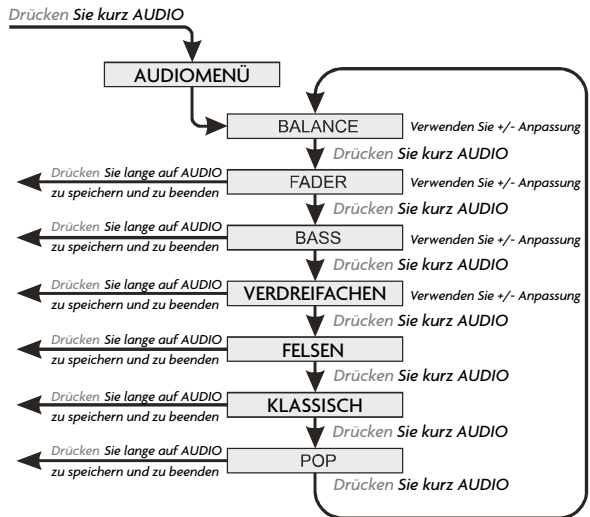 Drücken Sie kurz AUDIO
AUDIOMENÜ
BALANCE Verwenden Sie +/- Anpassung
Drücken Sie kurz AUDIO
Drücken Sie lange auf AUDIO
zu speichern und zu beenden
FADER Verwenden Sie +/- Anpassung
Drücken Sie kurz AUDIO
Drücken Sie lange auf AUDIO
zu speichern und zu beenden
BASS Verwenden Sie +/- Anpassung
Drücken Sie kurz AUDIO
Drücken Sie lange auf AUDIO
zu speichern und zu beenden
VERDREIFACHEN Verwenden Sie +/- Anpassung
Drücken Sie kurz AUDIO
Drücken Sie lange auf AUDIO
zu speichern und zu beenden
FELSEN
Drücken Sie kurz AUDIO
Drücken Sie lange auf AUDIO
zu speichern und zu beenden
KLASSISCH
Drücken Sie kurz AUDIO
Drücken Sie lange auf AUDIO
zu speichern und zu beenden
POP
Drücken Sie kurz AUDIO